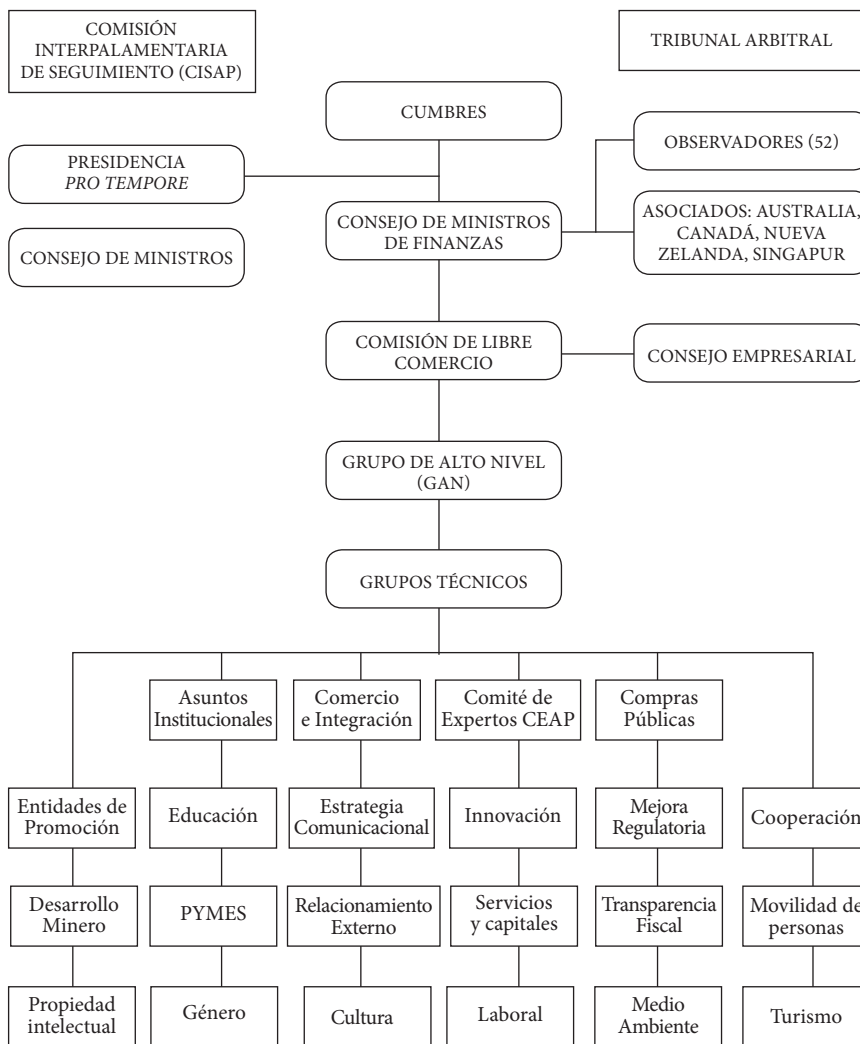 COMISIÓN
INTERPALAMENTARIA
DE SEGUIMIENTO (CISAP)
TRIBUNAL ARBITRAL
CUMBRES
OBSERVADORES (52)
PRESIDENCIA
PRO TEMPORE
CONSEJO DE MINISTROS
DE FINANZAS
ASOCIADOS: AUSTRALIA,
CANADÁ, NUEVA
ZELANDA, SINGAPUR
CONSEJO DE MINISTROS
COMISIÓN DE LIBRE
COMERCIO
CONSEJO EMPRESARIAL
GRUPO DE ALTO NIVEL
(GAN)
GRUPOS TÉCNICOS
Asuntos
Institucionales
Comercio
e Integración
Comité de
Expertos CEAP
Compras
Públicas
Entidades de
Promoción
Educación
Estrategia
Comunicacional
Innovación
Mejora
Regulatoria
Cooperación
Desarrollo
Minero
PYMES
Relacionamiento
Externo
Servicios
y capitales
Transparencia
Fiscal
Movilidad de
personas
Propiedad
intelectual
Género
Cultura
Laboral
Medio
Ambiente
Turismo